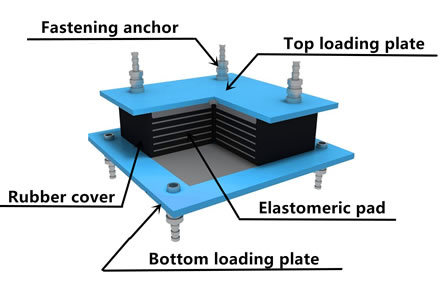 Fastening anchor
Top loading plate
Rubber cover
Elastomeric pad
Bottom loading plate